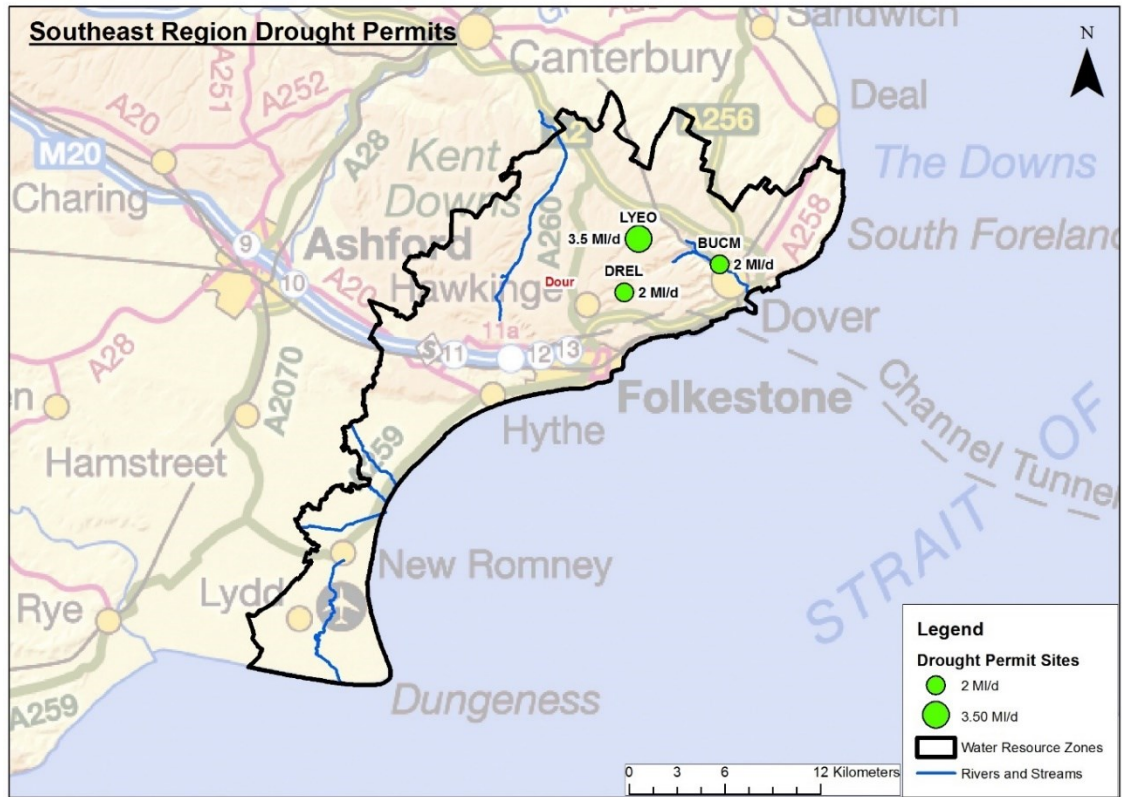 Southeast Region Drought Permits
N
Sandwich
Canterbury
A251
A252
A20
A28
A2
A256
Deal
M20
Kent
Downs
The Downs
Charing
A260
LYEO
3.5 Ml/d
BUCM
2 Ml/d
A258
South Foreland
9
Ashford
10
A20
Hawkinge
Dour
DREL
2 Ml/d
Dover
11a
S
11
12
13
A28
A2070
Folkestone
Hythe
Channel Tunnel
A259
Hamstreet
STRAIT OF
New Romney
Lydd
Rye
Dungeness
A259
Legend
Drought Permit Sites
2 Ml/d
3.50 Ml/d
Water Resource Zones
Rivers and Streams
0 3 6 12 Kilometers